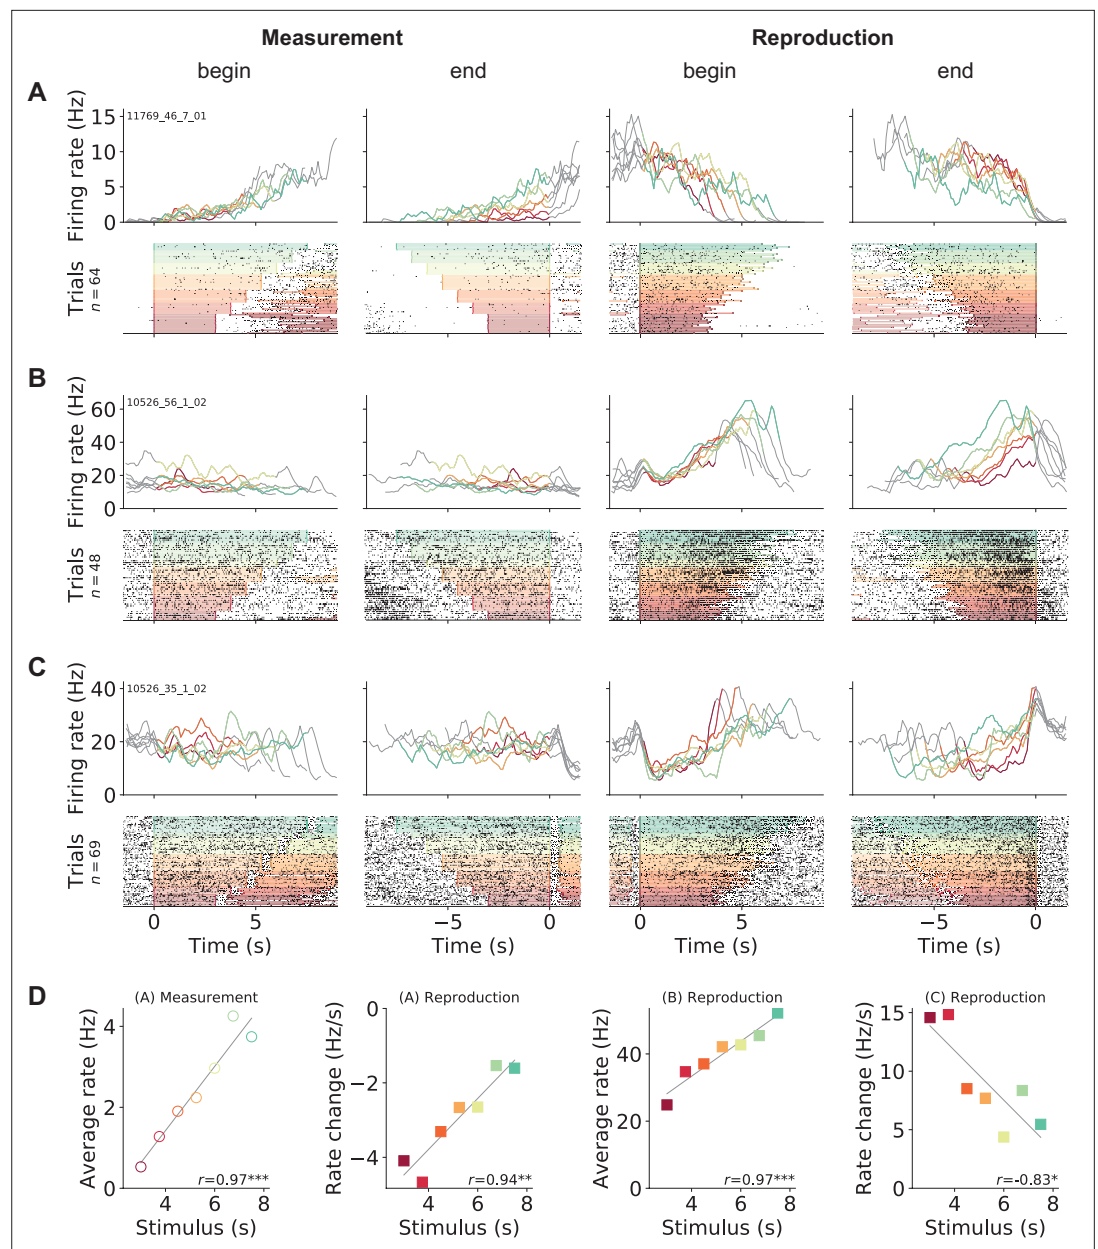 Measurement Reproduction
begin end begin end
A
Firing rate (Hz)
15
10
5
0
11769_46_7_01
Trials
n=64
B
Firing rate (Hz)
60
40
20
0
10526_56_1_02
Trials
n=48
C
Firing rate (Hz)
40
20
0
10526_35_1_02
Trials
n=69
0 5 −5 0 0 5 −5 0
Time (s) Time (s) Time (s) Time (s)
D
(A) Measurement
Average rate (Hz)
4
2
0
r=0.97***
4 6 8
Stimulus (s)
(A) Reproduction
Rate change (Hz/s)
0
−2
−4
r=0.94**
4 6 8
Stimulus (s)
(B) Reproduction
Average rate (Hz)
40
20
0
r=0.97***
4 6 8
Stimulus (s)
(C) Reproduction
Rate change (Hz/s)
15
10
5
0
r=-0.83*
4 6 8
Stimulus (s)